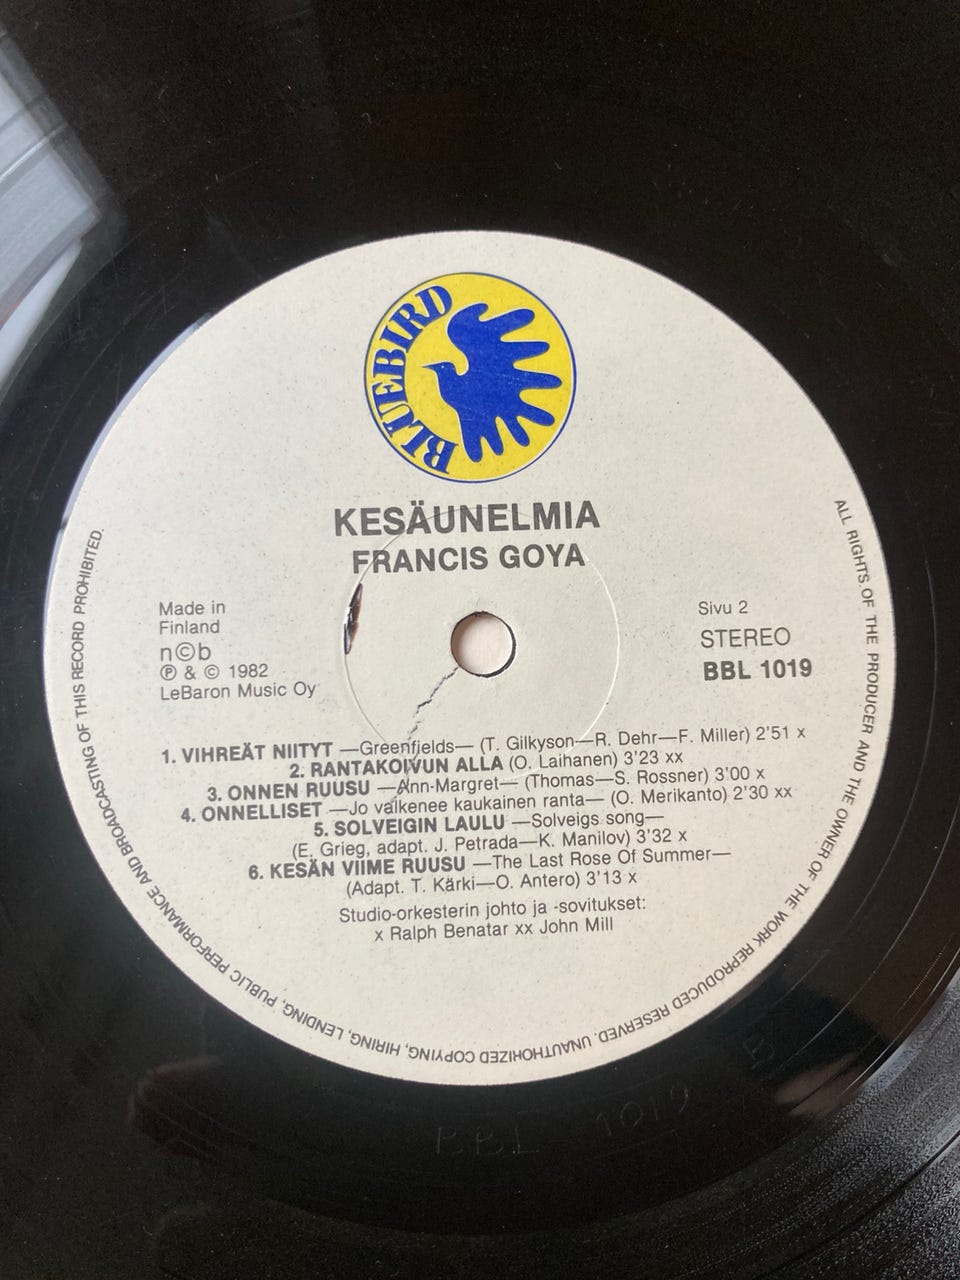 BLUEBIRD
KESÄUNELMIA
FRANCIS GOYA
Made in
Finland
n©b
℗ & © 1982
LeBaron Music Oy
Sivu 2
STEREO
BBL 1019
1. VIHREÄT NIITYT —Greenfjelds— (T. Gilkyson—R. Dehr—F. Miller) 2'51 x
2. RANTAKOIVUN ALLA (O. Laihanen) 3'23 xx
3. ONNEN RUUSU —Ann-Margret— (Thomas—S. Rossner) 3'00 x
4. ONNELLISET —Jo valkenee kaukainen ranta— (O. Merikanto) 2'30 xx
5. SOLVEIGIN LAULU —Solveigs song—
(E. Grieg, adapt. J. Petrada—K. Manilov) 3'32 x
6. KESÄN VIIME RUUSU —The Last Rose Of Summer—
(Adapt. T. Kärki—O. Antero) 3'13 x
Studio-orkesterin johto ja -sovitukset:
x Ralph Benatar xx John Mill
ALL RIGHTS OF THE PRODUCER AND THE OWNER OF THE WORK REPRODUCED RESERVED. UNAUTHORIZED COPYING, HIRING, LENDING, PUBLIC PERFORMANCE AND BROADCASTING OF THIS RECORD PROHIBITED.
BBL 1019 B